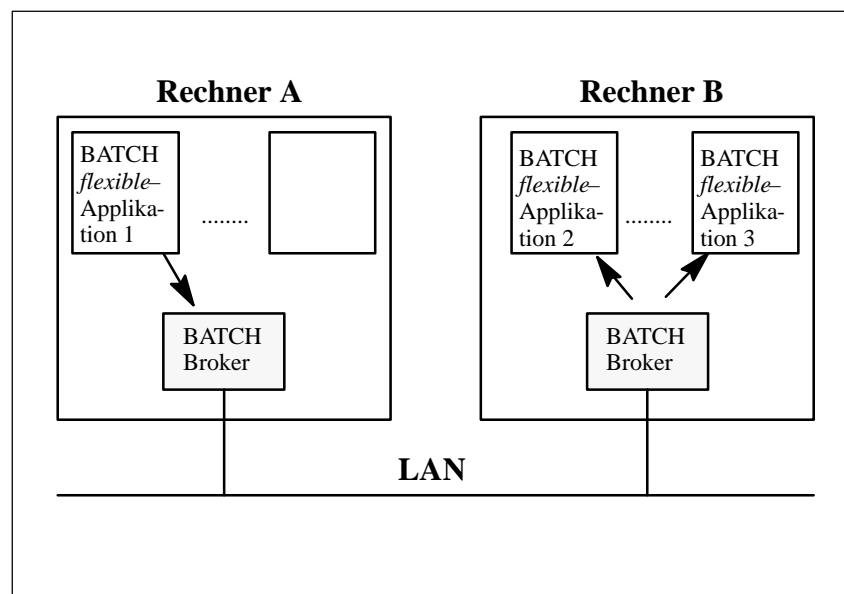 Rechner A
Rechner B
BATCH
flexible–
Applika-
tion 1
........
BATCH
flexible–
Applika-
tion 2
........
BATCH
flexible–
Applika-
tion 3
BATCH
Broker
BATCH
Broker
LAN